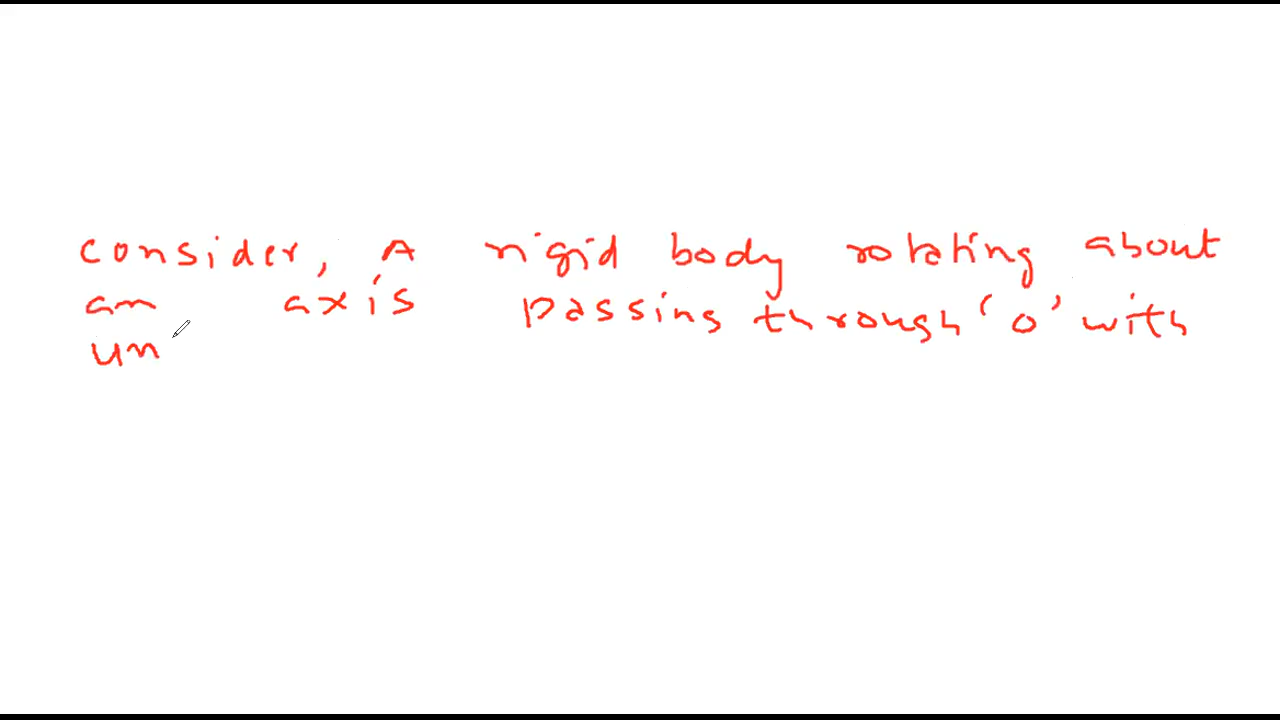 consider, A rigid body rotating about
an axis passing through 'o' with
un